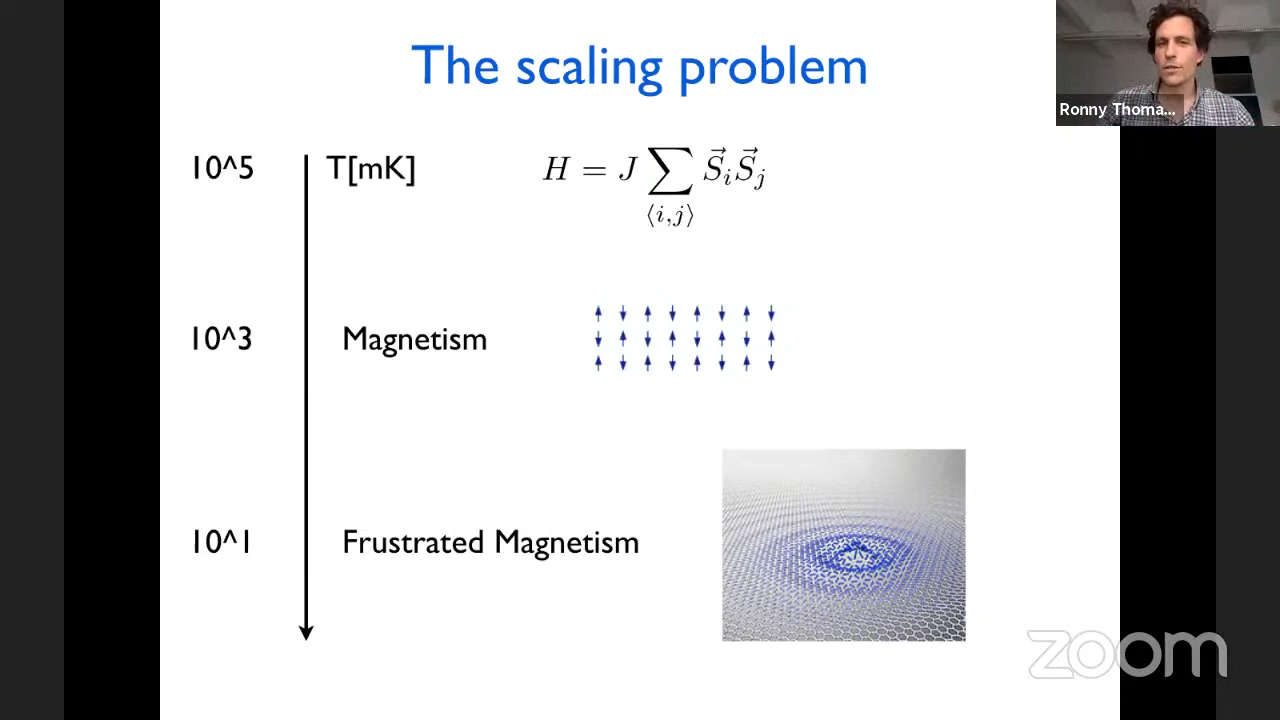 The scaling problem
Ronny Thoma...
10^5 T[mK] H = J ∑ S⃗ᵢS⃗ⱼ
⟨i,j⟩
10^3 Magnetism
10^1 Frustrated Magnetism
zoom